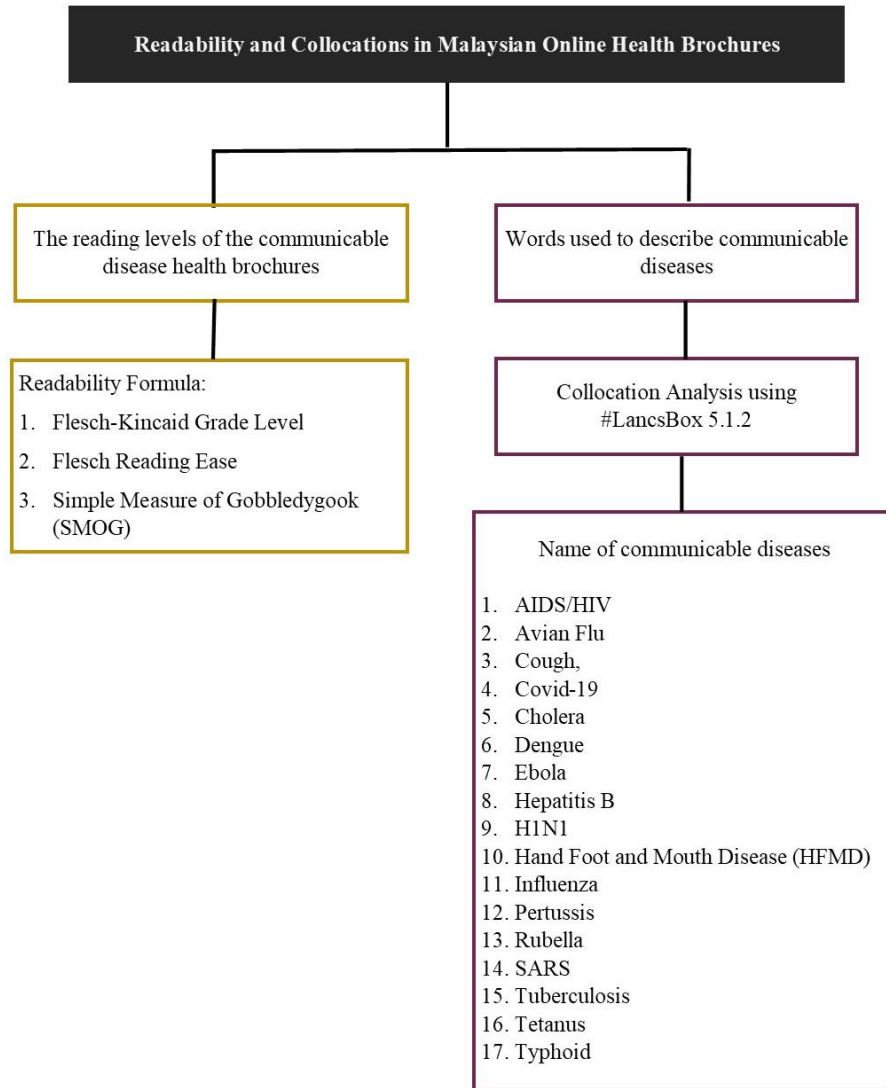 Readability and Collocations in Malaysian Online Health Brochures
The reading levels of the communicable
disease health brochures
Readability Formula:
1. Flesch-Kincaid Grade Level
2. Flesch Reading Ease
3. Simple Measure of Gobbledygook
(SMOG)
Words used to describe communicable
diseases
Collocation Analysis using
#LancsBox 5.1.2
Name of communicable diseases
1. AIDS/HIV
2. Avian Flu
3. Cough,
4. Covid-19
5. Cholera
6. Dengue
7. Ebola
8. Hepatitis B
9. H1N1
10. Hand Foot and Mouth Disease (HFMD)
11. Influenza
12. Pertussis
13. Rubella
14. SARS
15. Tuberculosis
16. Tetanus
17. Typhoid